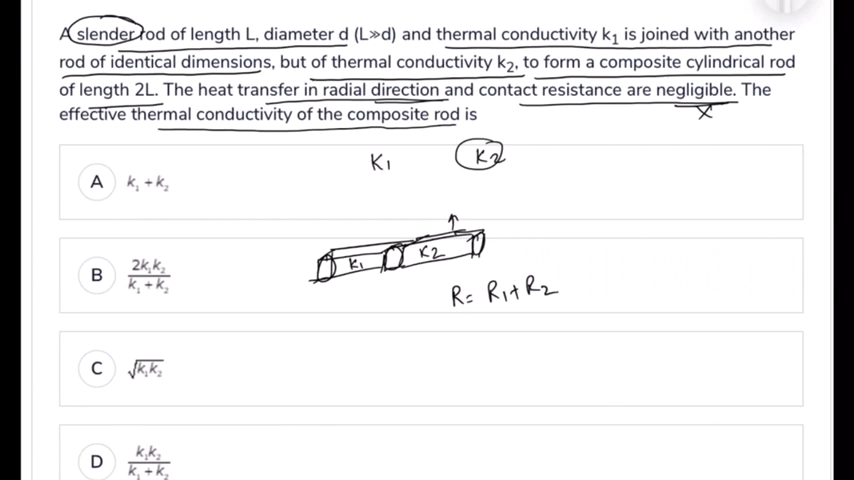 A slender rod of length L, diameter d (L≫d) and thermal conductivity k₁ is joined with another
rod of identical dimensions, but of thermal conductivity k₂, to form a composite cylindrical rod
of length 2L. The heat transfer in radial direction and contact resistance are negligible. The
effective thermal conductivity of the composite rod is
K₁ K₂
A k₁ + k₂
K₁ K₂
B 2k₁k₂ / k₁ + k₂
R = R₁ + R₂
C √k₁k₂
D k₁k₂ / k₁ + k₂